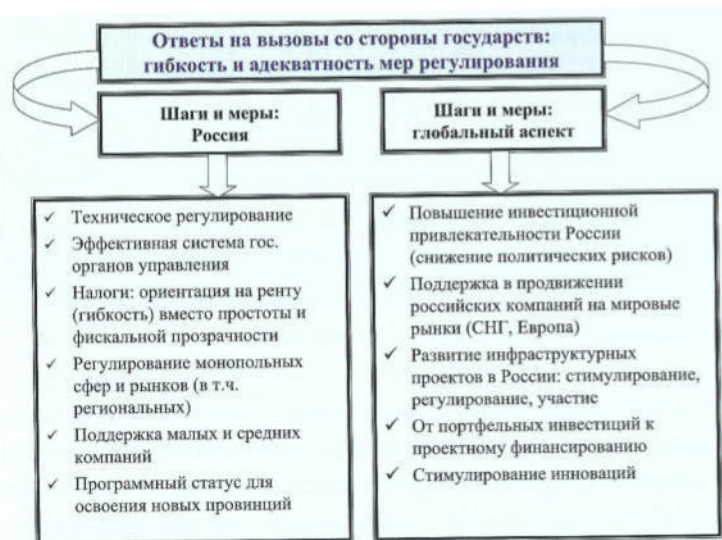 Ответы на вызовы со стороны государств:
гибкость и адекватность мер регулирования
Шаги и меры:
Россия
Шаги и меры:
глобальный аспект
✓ Техническое регулирование
✓ Эффективная система гос.
органов управления
✓ Налоги: ориентация на ренту
(гибкость) вместо простоты и
фискальной прозрачности
✓ Регулирование монопольных
сфер и рынков (в т.ч.
региональных)
✓ Поддержка малых и средних
компаний
✓ Программный статус для
освоения новых провинций
✓ Повышение инвестиционной
привлекательности России
(снижение политических рисков)
✓ Поддержка в продвижении
российских компаний на мировые
рынки (СНГ, Европа)
✓ Развитие инфраструктурных
проектов в России: стимулирование,
регулирование, участие
✓ От портфельных инвестиций к
проектному финансированию
✓ Стимулирование инноваций